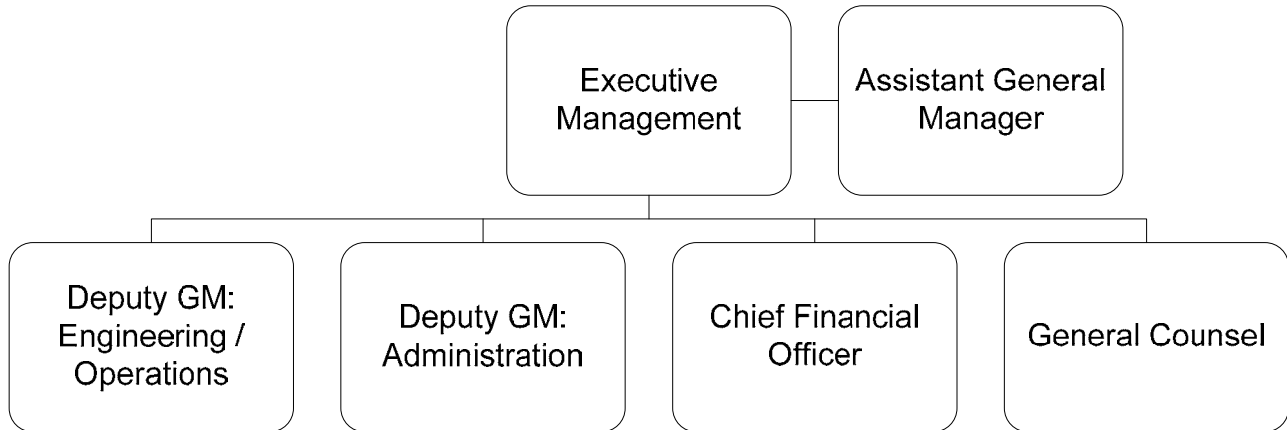 Executive
Management
Assistant General
Manager
Deputy GM:
Engineering /
Operations
Deputy GM:
Administration
Chief Financial
Officer
General Counsel